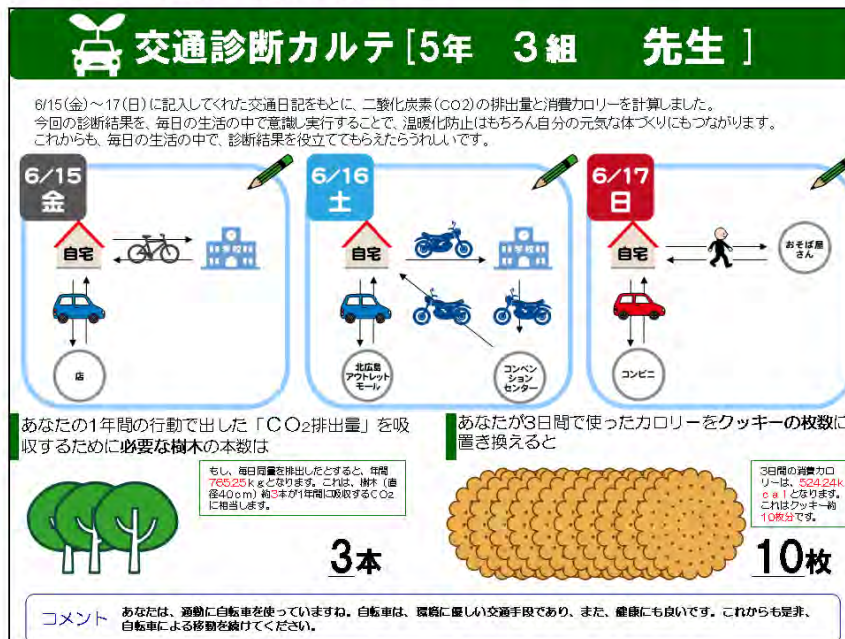 交通診断カルテ[5年 3組 先生 ]
6/15(金)～17(日)に記入してくれた交通日記をもとに、二酸化炭素(CO2)の排出量と消費カロリーを計算しました。
今回の診断結果を、毎日の生活の中で意識し実行することで、温暖化防止はもちろん自分の元気な体づくりにもつながります。
これからも、毎日の生活の中で、診断結果を役立ててもらえたらうれしいです。
6/15
金
自宅
学校
店
6/16
土
自宅
学校
北広島
アウトレット
モール
コンベン
ション
センター
6/17
日
自宅
おそば屋
さん
コンビニ
あなたの1年間の行動で出した「CO2排出量」を吸
収するために必要な樹木の本数は
もし、毎日同量を排出したとすると、年間
765.25kgとなります。これは、樹木（直
径40cm）約3本が1年間に吸収するCO2
に相当します。
3本
あなたが3日間で使ったカロリーをクッキーの枚数に
置き換えると
3日間の消費カロ
リーは、524.24k
calとなります。
これはクッキー約
10枚分です。
10枚
コメント
あなたは、通勤に自転車を使っていますね。自転車は、環境に優しい交通手段であり、また、健康にも良いです。これからも是非、
自転車による移動を続けてください。